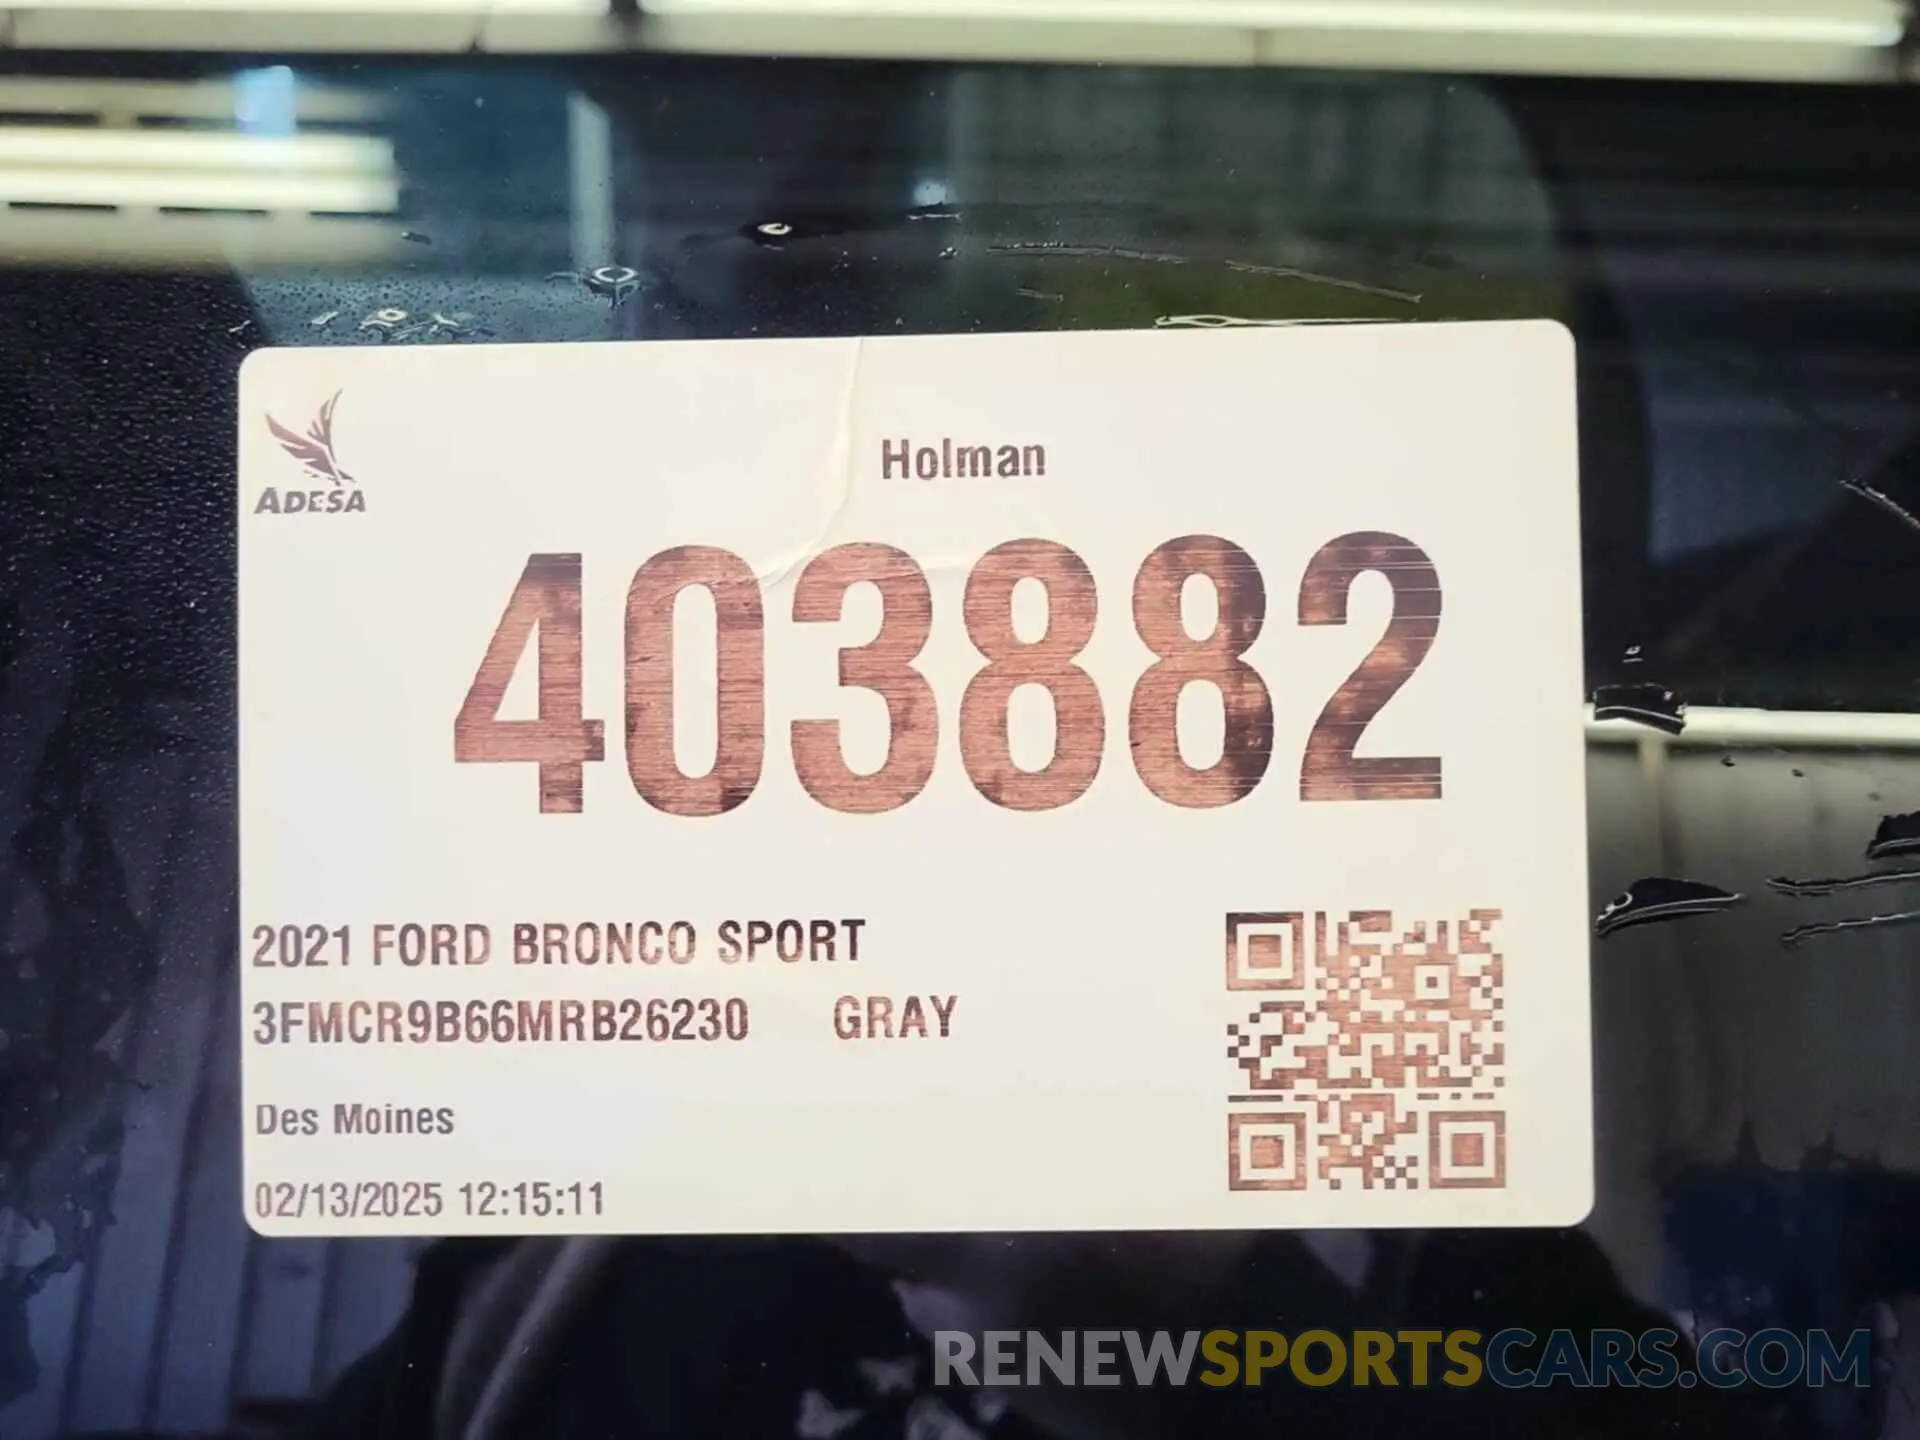 ADESA
Holman
403882
2021 FORD BRONCO SPORT
3FMCR9B66MRB26230 GRAY
Des Moines
02/13/2025 12:15:11
RENEWSPORTSCARS.COM